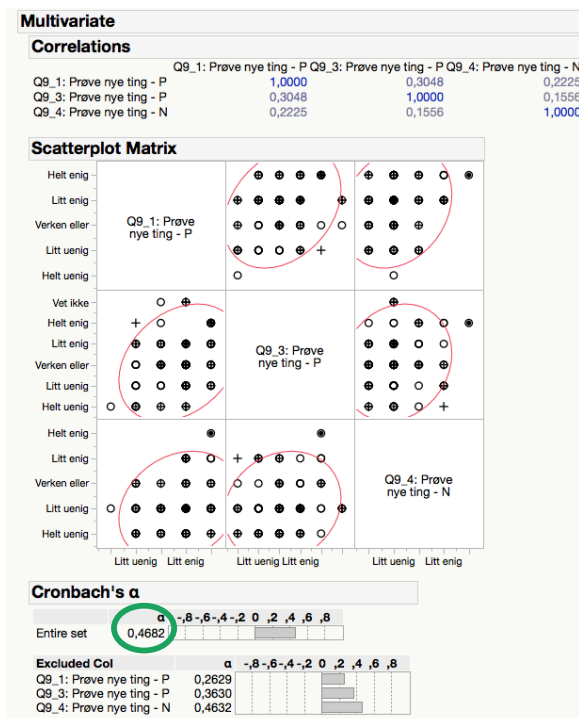 Multivariate
Correlations
Q9_1: Prøve nye ting - P Q9_3: Prøve nye ting - P Q9_4: Prøve nye ting - N
Q9_1: Prøve nye ting - P 1,0000 0,3048 0,2225
Q9_3: Prøve nye ting - P 0,3048 1,0000 0,1556
Q9_4: Prøve nye ting - N 0,2225 0,1556 1,0000
Scatterplot Matrix
Helt enig
Litt enig
Verken eller
Litt uenig
Helt uenig
Q9_1: Prøve
nye ting - P
Vet ikke
Helt enig
Litt enig
Verken eller
Litt uenig
Helt uenig
Q9_3: Prøve
nye ting - P
Helt enig
Litt enig
Verken eller
Litt uenig
Helt uenig
Q9_4: Prøve
nye ting - N
Litt uenig Litt enig Litt uenig Litt enig Litt uenig Litt enig
Cronbach's α
α -,8 -,6 -,4 -,2 0 ,2 ,4 ,6 ,8
Entire set 0,4682
Excluded Col α -,8 -,6 -,4 -,2 0 ,2 ,4 ,6 ,8
Q9_1: Prøve nye ting - P 0,2629
Q9_3: Prøve nye ting - P 0,3630
Q9_4: Prøve nye ting - N 0,4632